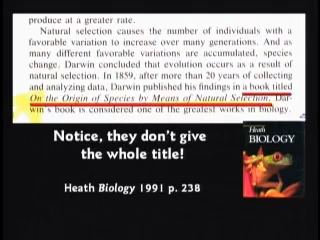 produce at a greater rate.
Natural selection causes the number of individuals with a
favorable variation to increase over many generations. And as
many different favorable variations are accumulated, species
change. Darwin concluded that evolution occurs as a result of
natural selection. In 1859, after more than 20 years of collecting
and analyzing data, Darwin published his findings in a book titled
On the Origin of Species by Means of Natural Selection. Dar-
win's book is considered one of the greatest works in biology.
Notice, they don't give
the whole title!
Heath Biology 1991 p. 238
Heath
BIOLOGY